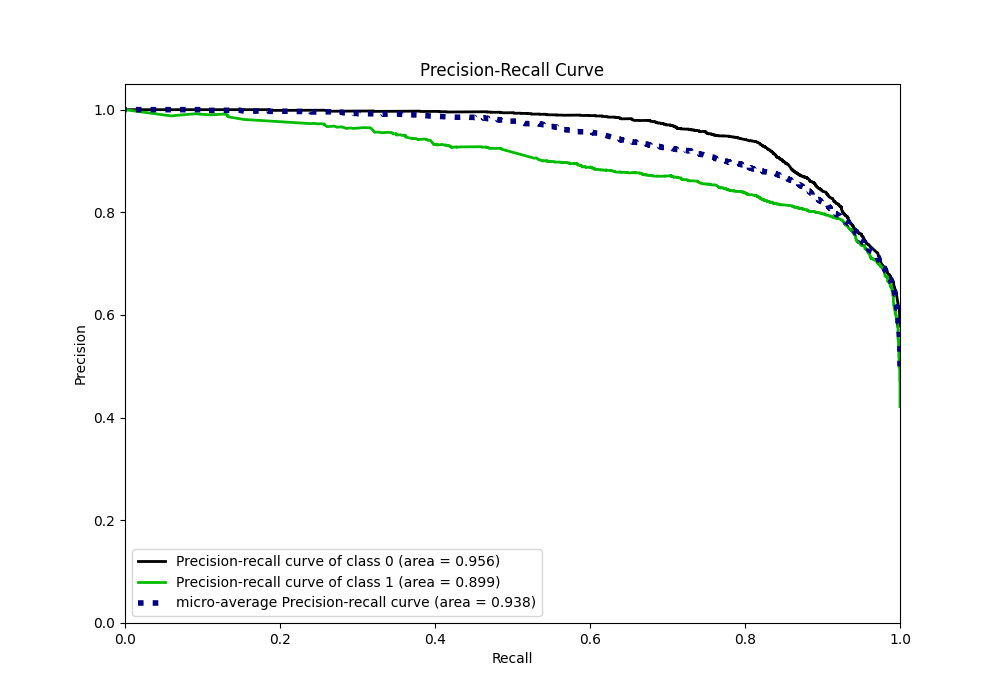 Precision-Recall Curve
1.0
0.8
0.6
0.4
0.2
0.0
Precision
Precision-recall curve of class 0 (area = 0.956)
Precision-recall curve of class 1 (area = 0.899)
micro-average Precision-recall curve (area = 0.938)
0.0 0.2 0.4 0.6 0.8 1.0
Recall